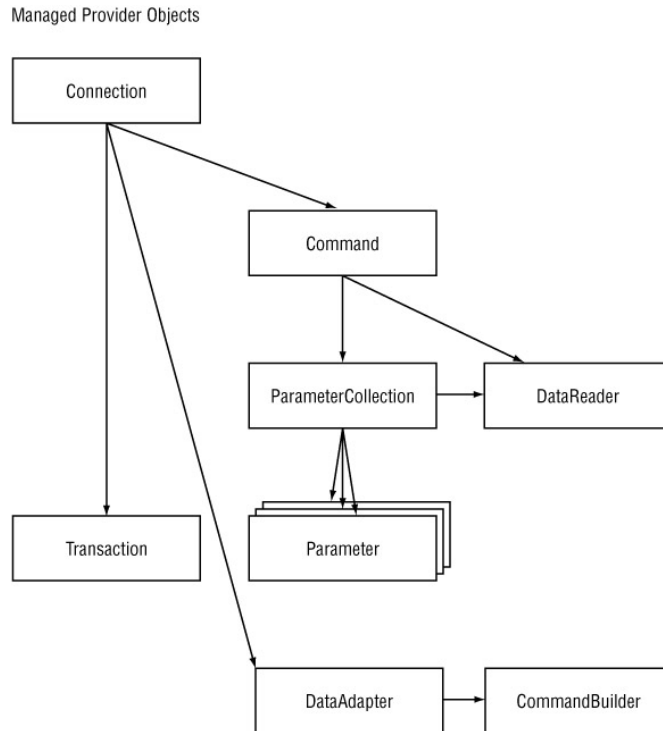 Managed Provider Objects
Connection
Command
ParameterCollection
DataReader
Transaction
Parameter
DataAdapter
CommandBuilder